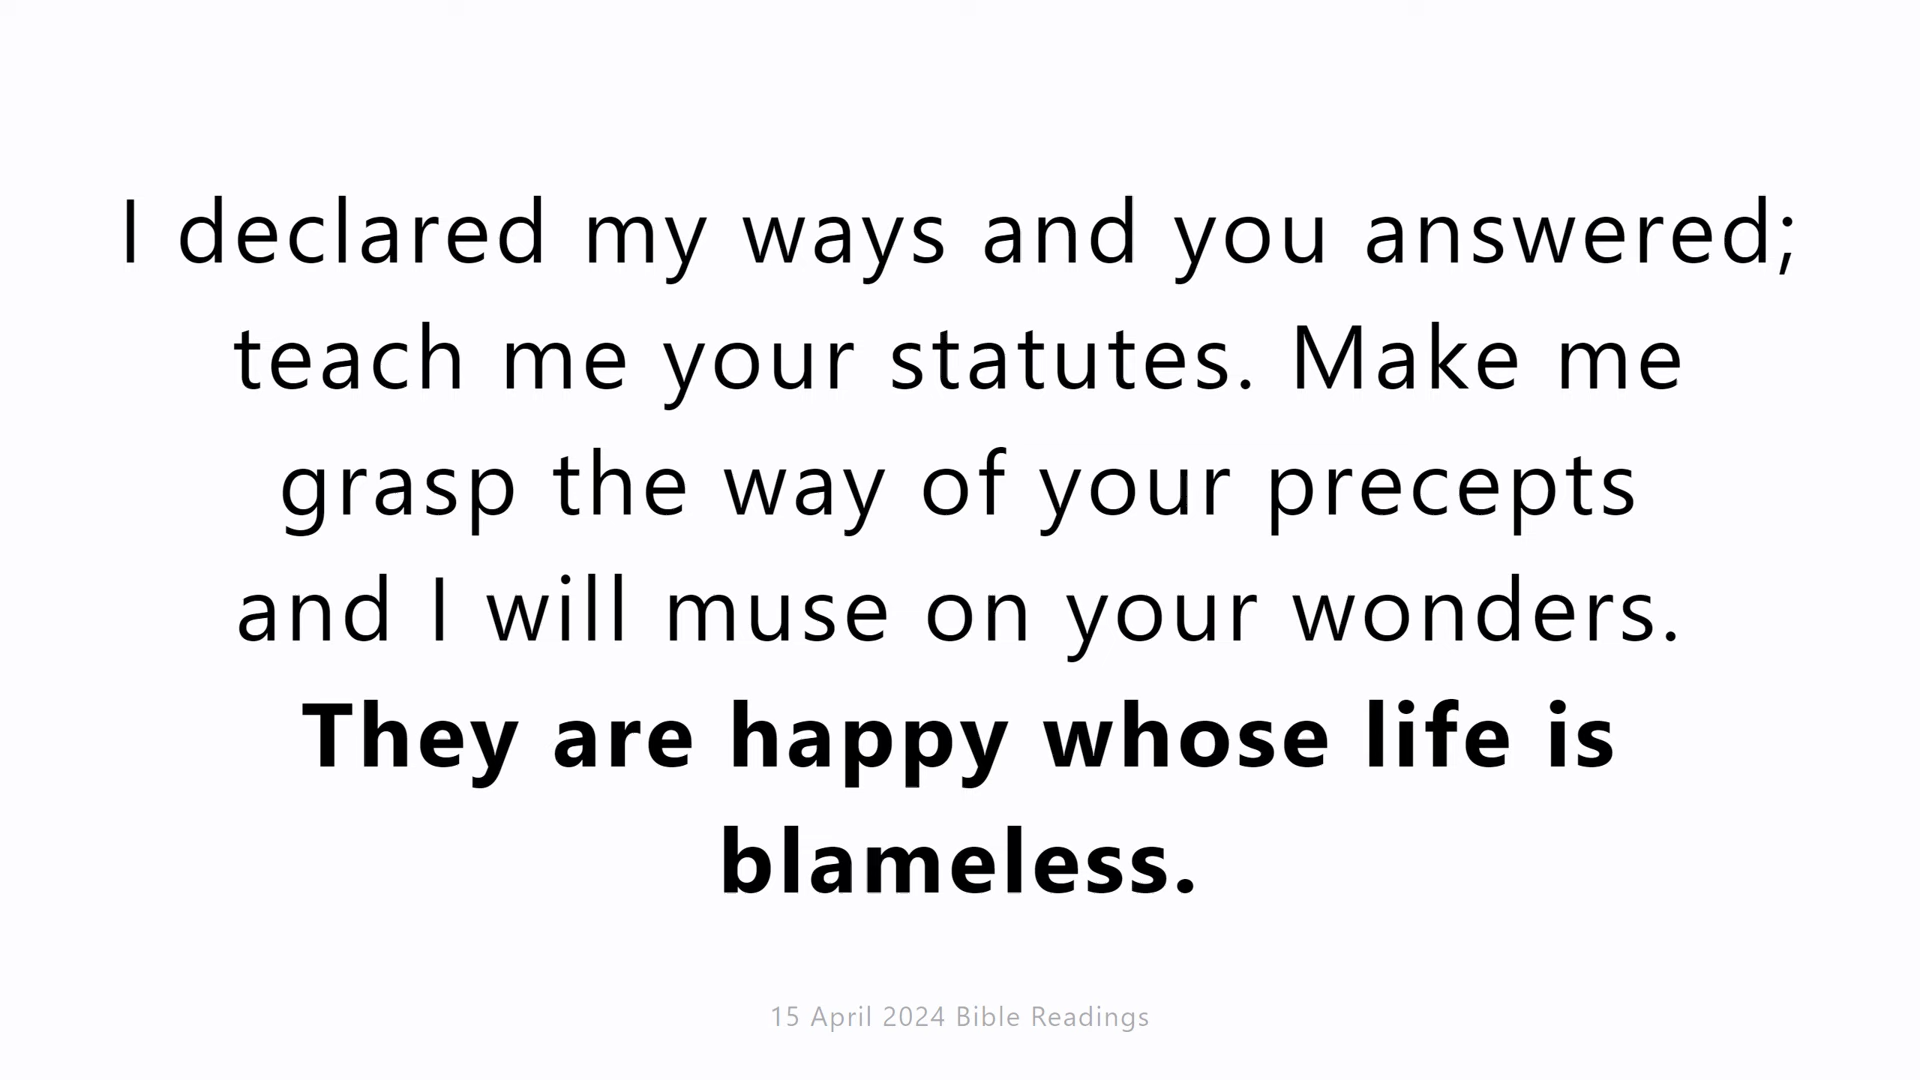 I declared my ways and you answered;
teach me your statutes. Make me
grasp the way of your precepts
and I will muse on your wonders.
They are happy whose life is
blameless.
15 April 2024 Bible Readings